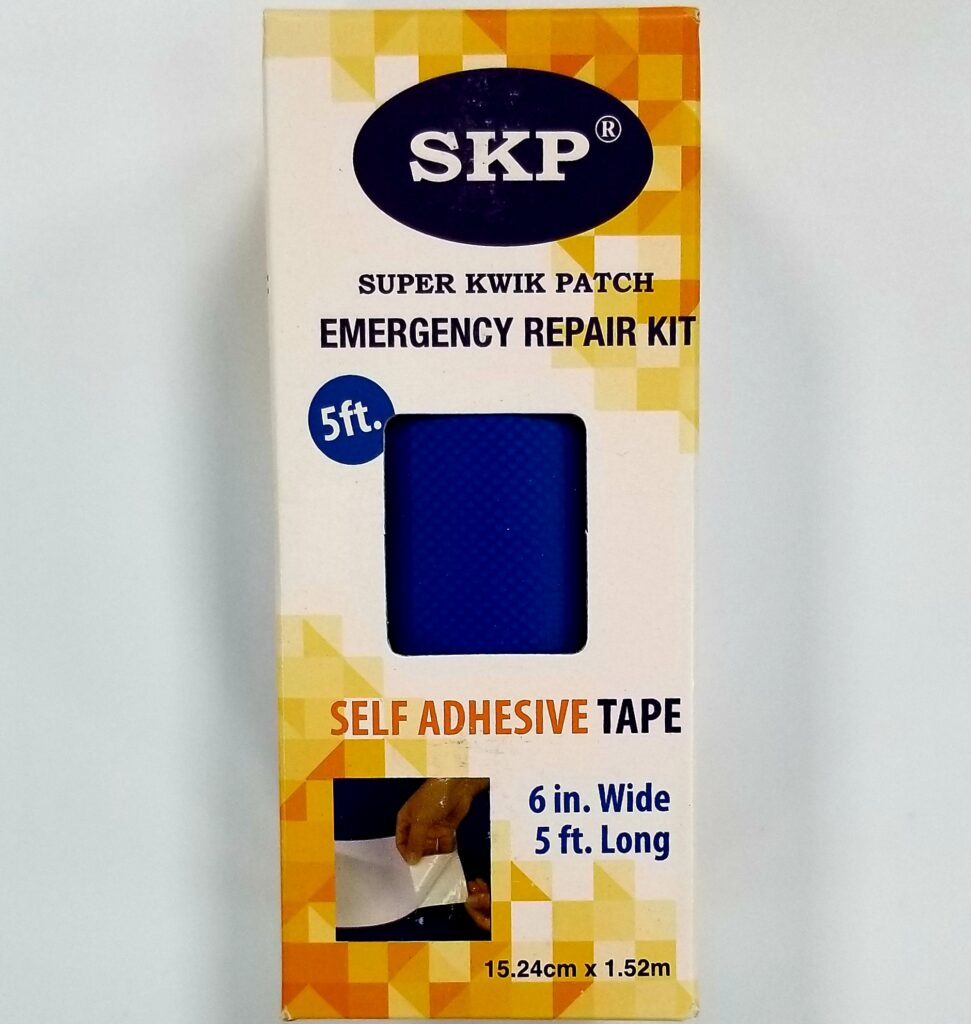 SKP®
SUPER KWIK PATCH
EMERGENCY REPAIR KIT
5ft.
SELF ADHESIVE TAPE
6 in. Wide
5 ft. Long
15.24cm x 1.52m